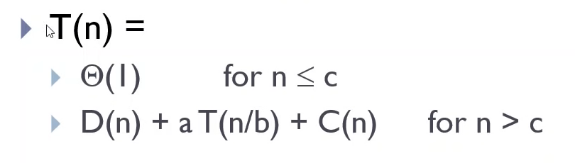 T(n) =
Θ(1) for n ≤ c
D(n) + a T(n/b) + C(n) for n > c